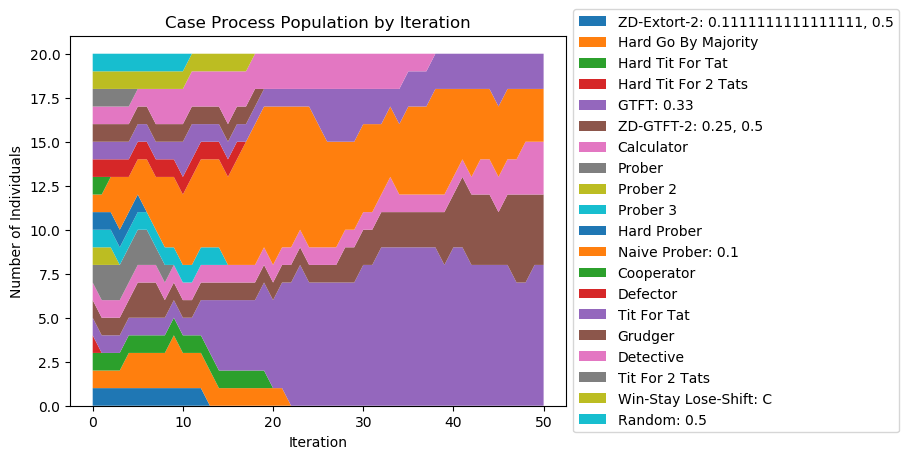 Case Process Population by Iteration
Number of Individuals
20.0
17.5
15.0
12.5
10.0
7.5
5.0
2.5
0.0
0 10 20 30 40 50
Iteration
ZD-Extort-2: 0.1111111111111111, 0.5
Hard Go By Majority
Hard Tit For Tat
Hard Tit For 2 Tats
GTFT: 0.33
ZD-GTFT-2: 0.25, 0.5
Calculator
Prober
Prober 2
Prober 3
Hard Prober
Naive Prober: 0.1
Cooperator
Defector
Tit For Tat
Grudger
Detective
Tit For 2 Tats
Win-Stay Lose-Shift: C
Random: 0.5